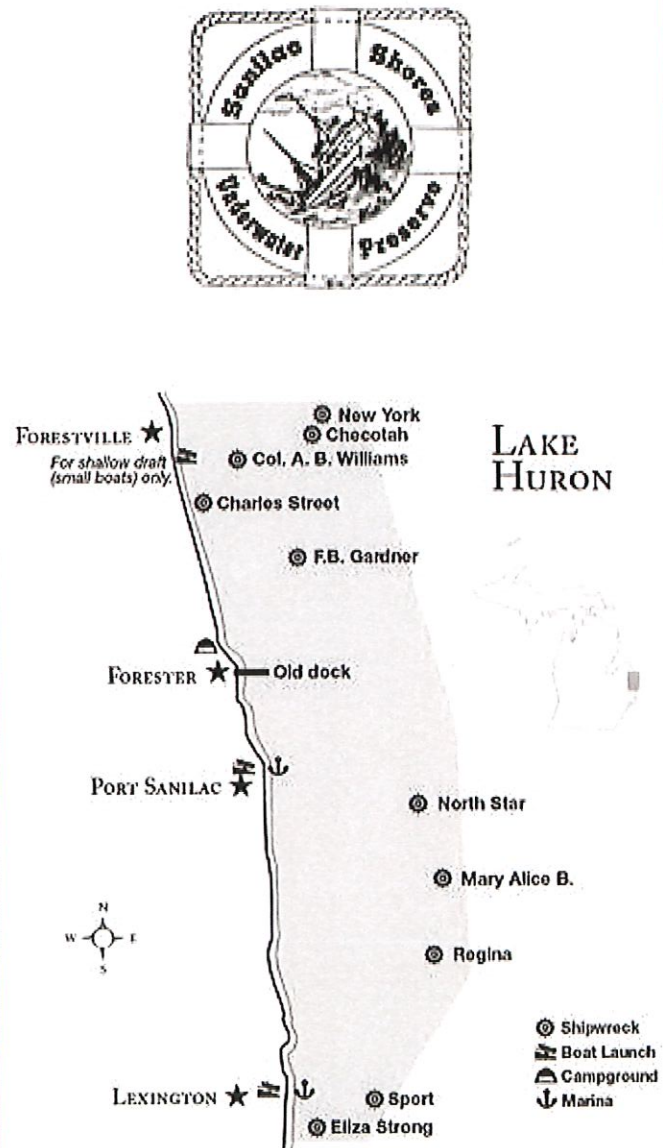 Sanilac Shores
Underwater Preserve
FORESTVILLE
For shallow draft
(small boats) only.
New York
Checotah
Col. A. B. Williams
Charles Street
F.B. Gardner
LAKE
HURON
FORESTER
Old dock
PORT SANILAC
North Star
Mary Alice B.
Regina
N
W E
S
LEXINGTON
Sport
Eliza Strong
Shipwreck
Boat Launch
Campground
Marina